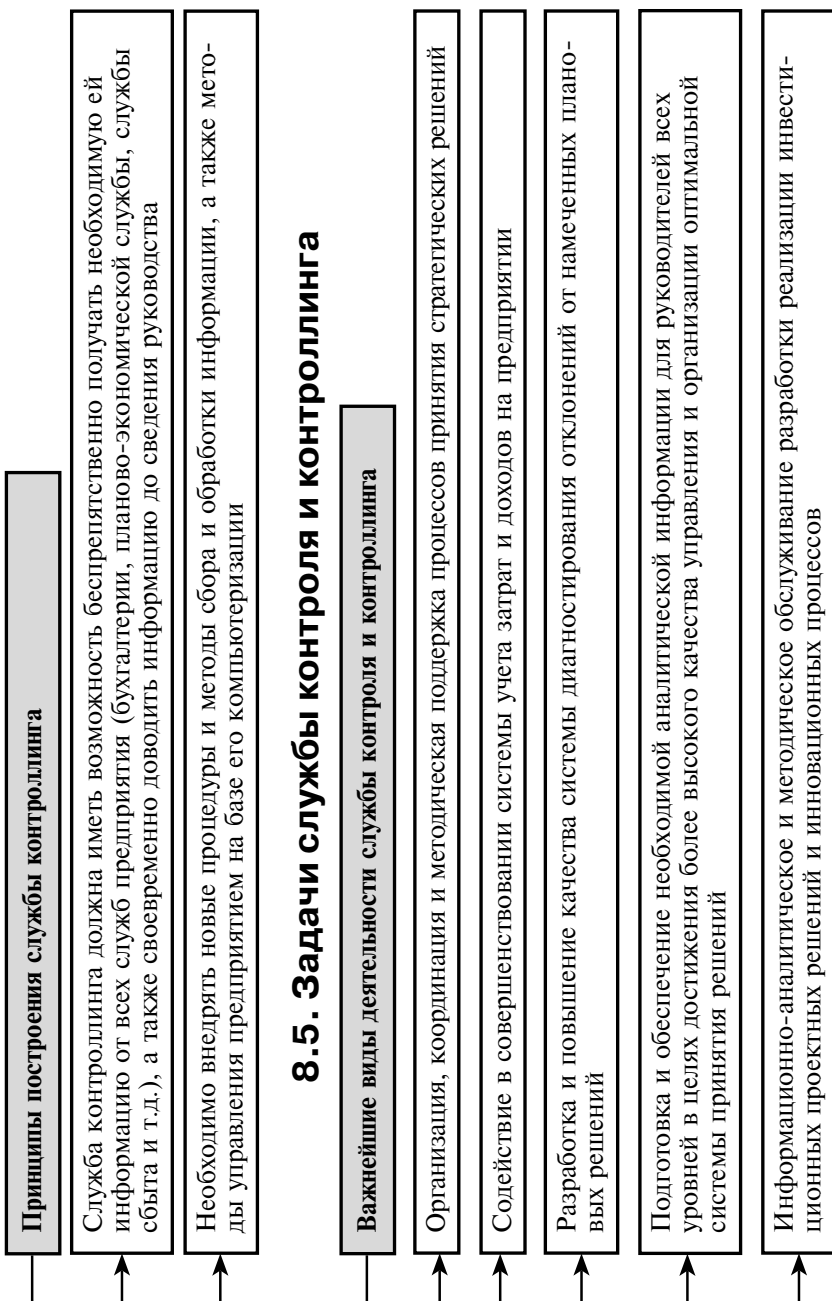 Принципы построения службы контроллинга
Служба контроллинга должна иметь возможность беспрепятственно получать необходимую ей
информацию от всех служб предприятия (бухгалтерии, планово-экономической службы, службы
сбыта и т.д.), а также своевременно доводить информацию до сведения руководства
Необходимо внедрять новые процедуры и методы сбора и обработки информации, а также мето-
ды управления предприятием на базе его компьютеризации
8.5. Задачи службы контроля и контроллинга
Важнейшие виды деятельности службы контроля и контроллинга
Организация, координация и методическая поддержка процессов принятия стратегических решений
Содействие в совершенствовании системы учета затрат и доходов на предприятии
Разработка и повышение качества системы диагностирования отклонений от намеченных плано-
вых решений
Подготовка и обеспечение необходимой аналитической информации для руководителей всех
уровней в целях достижения более высокого качества управления и организации оптимальной
системы принятия решений
Информационно-аналитическое и методическое обслуживание разработки реализации инвести-
ционных проектных решений и инновационных процессов